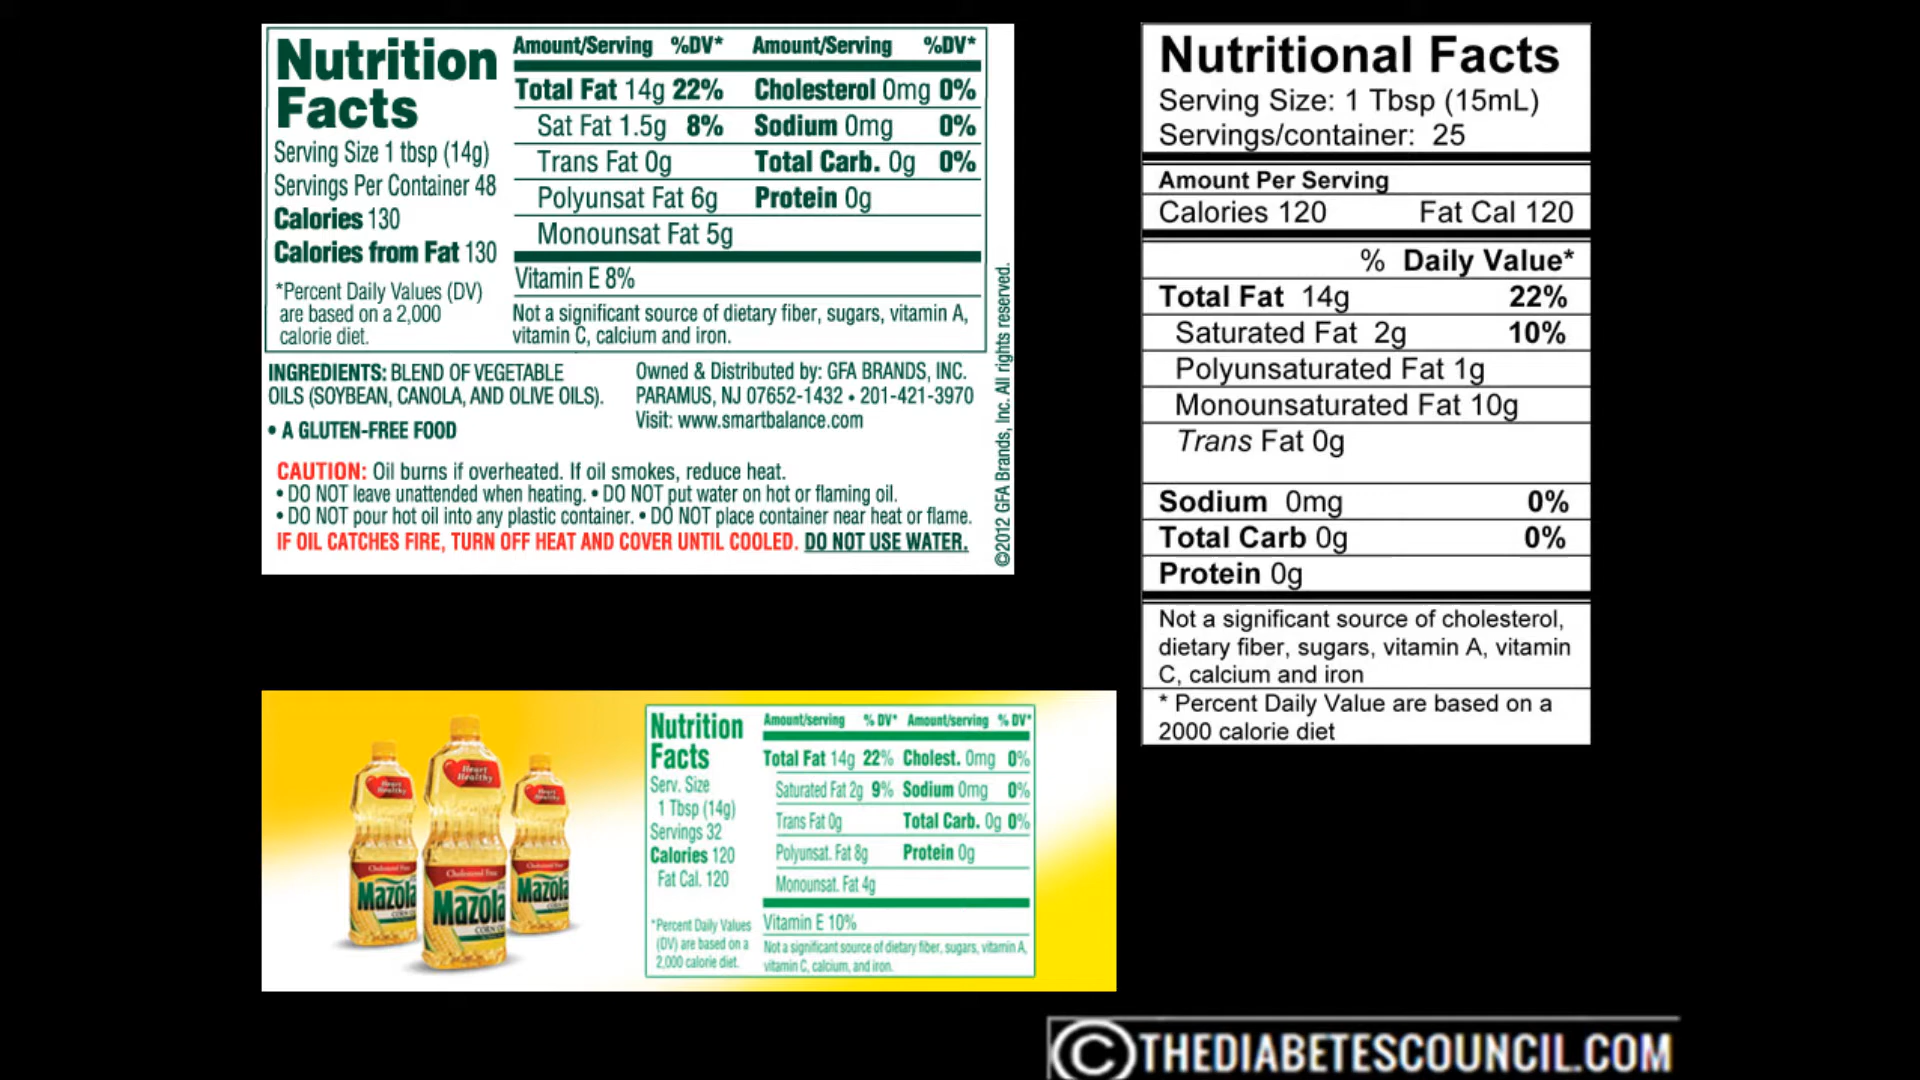 Nutrition
Facts
Serving Size 1 tbsp (14g)
Servings Per Container 48
Calories 130
Calories from Fat 130
*Percent Daily Values (DV)
are based on a 2,000
calorie diet.
Amount/Serving %DV* Amount/Serving %DV*
Total Fat 14g 22% Cholesterol 0mg 0%
Sat Fat 1.5g 8% Sodium 0mg 0%
Trans Fat 0g Total Carb. 0g 0%
Polyunsat Fat 6g Protein 0g
Monounsat Fat 5g
Vitamin E 8%
Not a significant source of dietary fiber, sugars, vitamin A,
vitamin C, calcium and iron.
INGREDIENTS: BLEND OF VEGETABLE
OILS (SOYBEAN, CANOLA, AND OLIVE OILS).
• A GLUTEN-FREE FOOD
Owned & Distributed by: GFA BRANDS, INC.
PARAMUS, NJ 07652-1432 • 201-421-3970
Visit: www.smartbalance.com
CAUTION: Oil burns if overheated. If oil smokes, reduce heat.
• DO NOT leave unattended when heating. • DO NOT put water on hot or flaming oil.
• DO NOT pour hot oil into any plastic container. • DO NOT place container near heat or flame.
IF OIL CATCHES FIRE, TURN OFF HEAT AND COVER UNTIL COOLED. DO NOT USE WATER.
©2012 GFA Brands, Inc. All rights reserved.
Nutritional Facts
Serving Size: 1 Tbsp (15mL)
Servings/container: 25
Amount Per Serving
Calories 120 Fat Cal 120
% Daily Value*
Total Fat 14g 22%
Saturated Fat 2g 10%
Polyunsaturated Fat 1g
Monounsaturated Fat 10g
Trans Fat 0g
Sodium 0mg 0%
Total Carb 0g 0%
Protein 0g
Not a significant source of cholesterol,
dietary fiber, sugars, vitamin A, vitamin
C, calcium and iron
* Percent Daily Value are based on a
2000 calorie diet
Heart
Healthy
Cholesterol Free
Mazola
Heart
Healthy
Cholesterol Free
Mazola
CORN
Heart
Healthy
Cholesterol Free
Mazola
Nutrition
Facts
Serv. Size
1 Tbsp (14g)
Servings 32
Calories 120
Fat Cal. 120
*Percent Daily Values
(DV) are based on a
2,000 calorie diet.
Amount/serving % DV* Amount/serving % DV*
Total Fat 14g 22% Cholest. 0mg 0%
Saturated Fat 2g 9% Sodium 0mg 0%
Trans Fat 0g Total Carb. 0g 0%
Polyunsat. Fat 8g Protein 0g
Monounsat. Fat 4g
Vitamin E 10%
Not a significant source of dietary fiber, sugars, vitamin A,
vitamin C, calcium, and iron.
©THEDIABETESCOUNCIL.COM